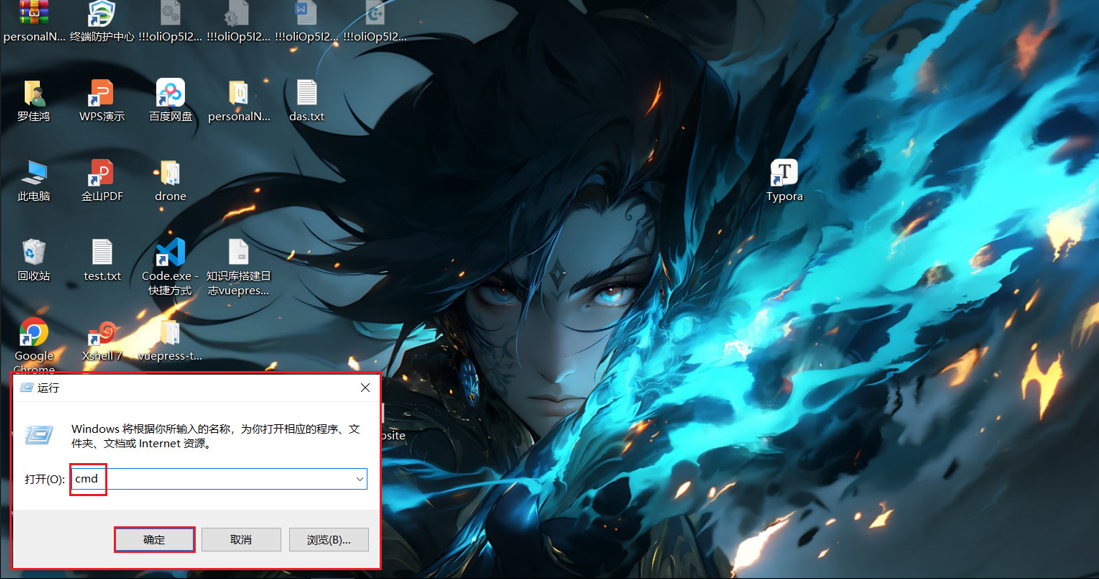 personalN... 终端防护中心 !!!oliOp5I2... !!!oliOp5I2... !!!oliOp5I2... !!!oliOp5I2...
罗佳鸿 WPS演示 百度网盘 personalN... das.txt
此电脑 金山PDF drone Typora
回收站 test.txt Code.exe - 知识库搭建日
快捷方式 志vuepres...
Google Xshell 7 vuepress-t...
Chrome
运行
Windows 将根据你所输入的名称，为你打开相应的程序、文
件夹、文档或 Internet 资源。
打开(O): cmd
确定 取消 浏览(B)...